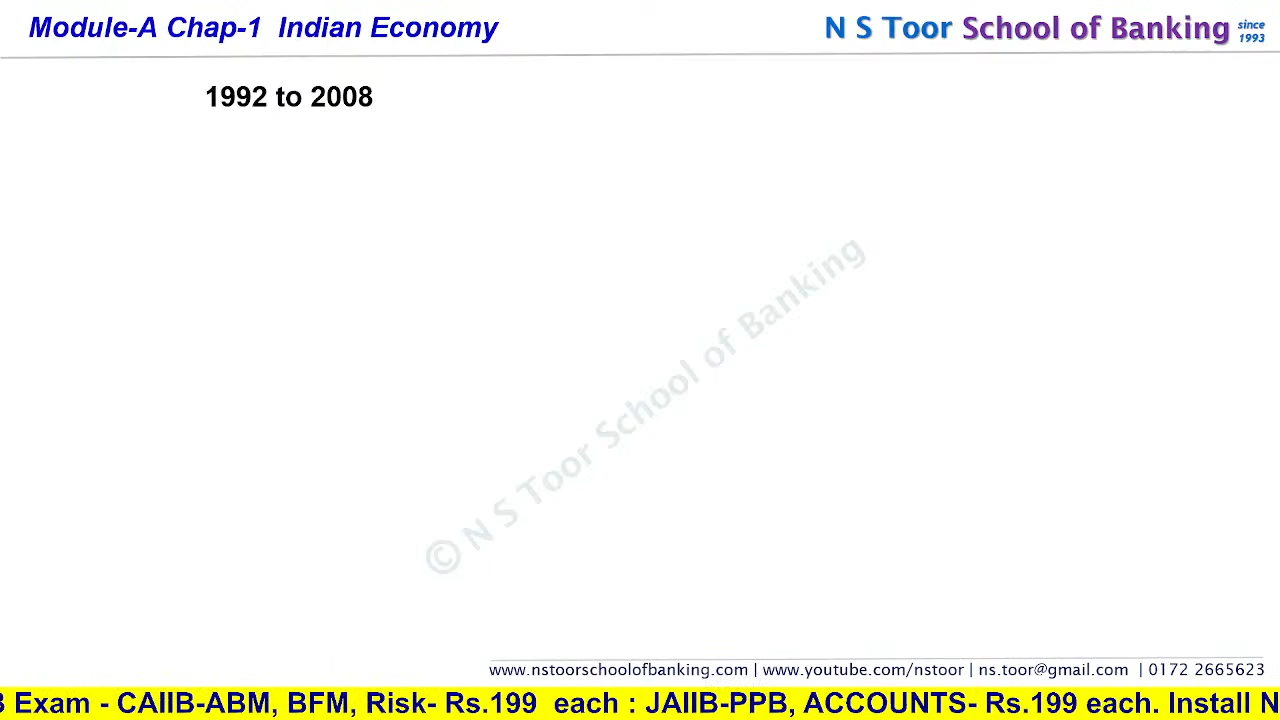 Module-A Chap-1 Indian Economy
N S Toor School of Banking since 1993
1992 to 2008
© N S Toor School of Banking
www.nstoorschoolofbanking.com | www.youtube.com/nstoor | ns.toor@gmail.com | 0172 2665623
Exam - CAIIB-ABM, BFM, Risk- Rs.199 each : JAIIB-PPB, ACCOUNTS- Rs.199 each. Install N